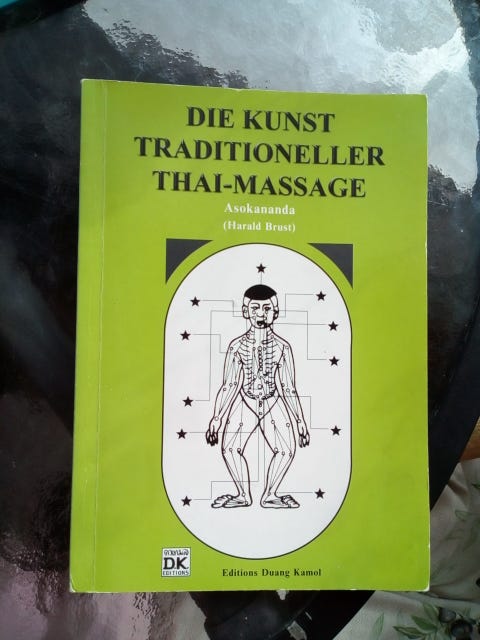 DIE KUNST
TRADITIONELLER
THAI-MASSAGE
Asokananda
(Harald Brust)
DK
EDITIONS
Editions Duang Kamol